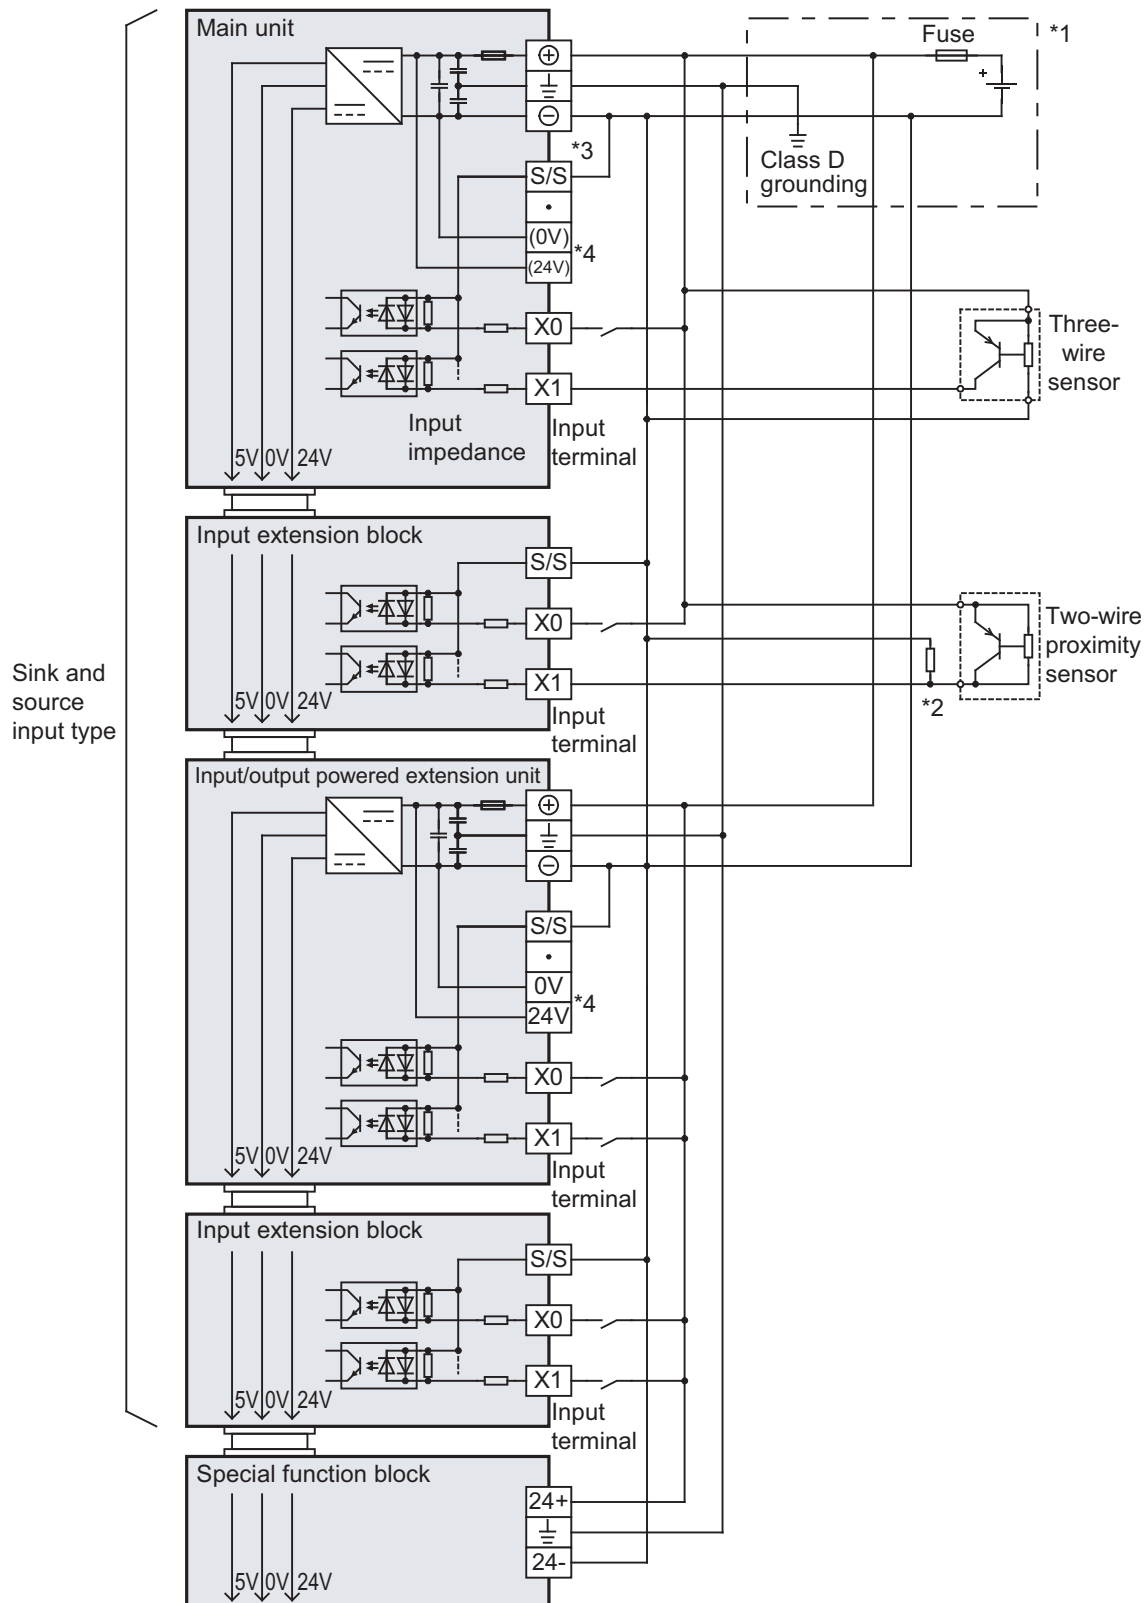 Main unit
Fuse
*1
+
⊕
⏚
⊖
*3
Class D
grounding
S/S
•
(0V)
*4
(24V)
X0
Three-
wire
sensor
X1
Input
impedance
Input
terminal
5V 0V 24V
Input extension block
S/S
X0
Two-wire
proximity
sensor
X1
*2
Sink and
source
input type
5V 0V 24V
Input
terminal
Input/output powered extension unit
⊕
⏚
⊖
S/S
•
0V
*4
24V
X0
X1
5V 0V 24V
Input
terminal
Input extension block
S/S
X0
X1
5V 0V 24V
Input
terminal
Special function block
24+
⏚
24-
5V 0V 24V